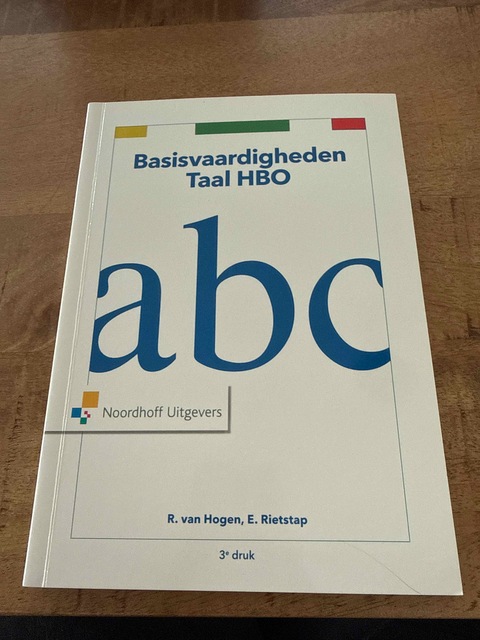 Basisvaardigheden
Taal HBO
abc
Noordhoff Uitgevers
R. van Hogen, E. Rietstap
3e druk